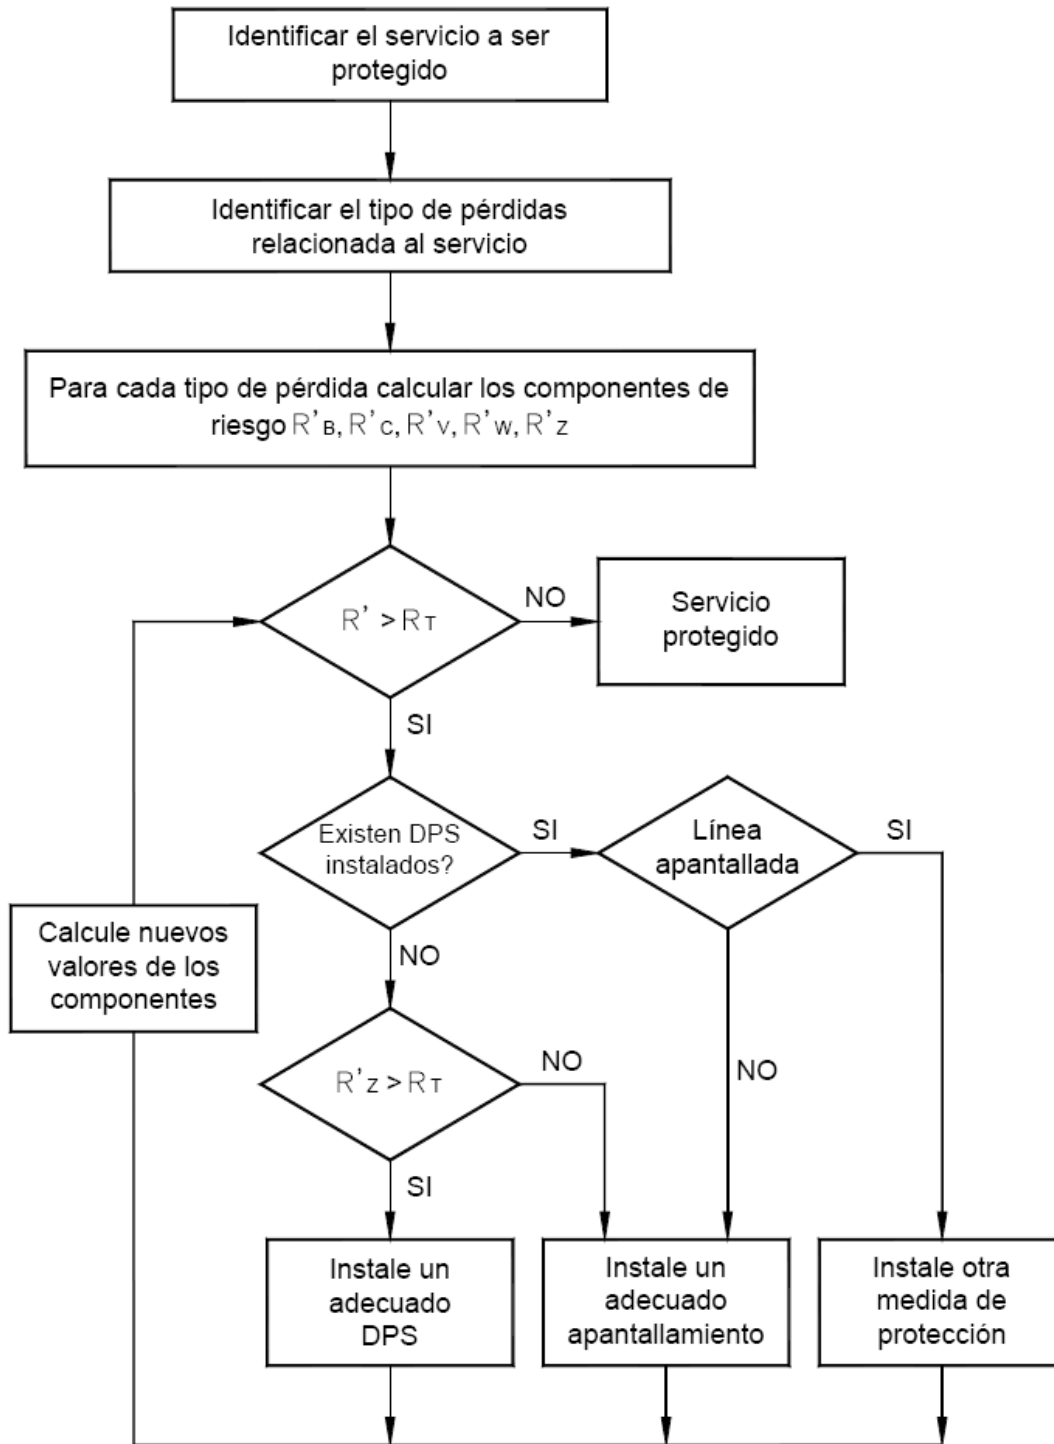 Identificar el servicio a ser
protegido
Identificar el tipo de pérdidas
relacionada al servicio
Para cada tipo de pérdida calcular los componentes de
riesgo R'B, R'C, R'V, R'W, R'Z
R' > RT
NO
Servicio
protegido
SI
Existen DPS
instalados?
SI
Línea
apantallada
SI
Calcule nuevos
valores de los
componentes
NO
NO
R'Z > RT
NO
SI
Instale un
adecuado
DPS
Instale un
adecuado
apantallamiento
Instale otra
medida de
protección